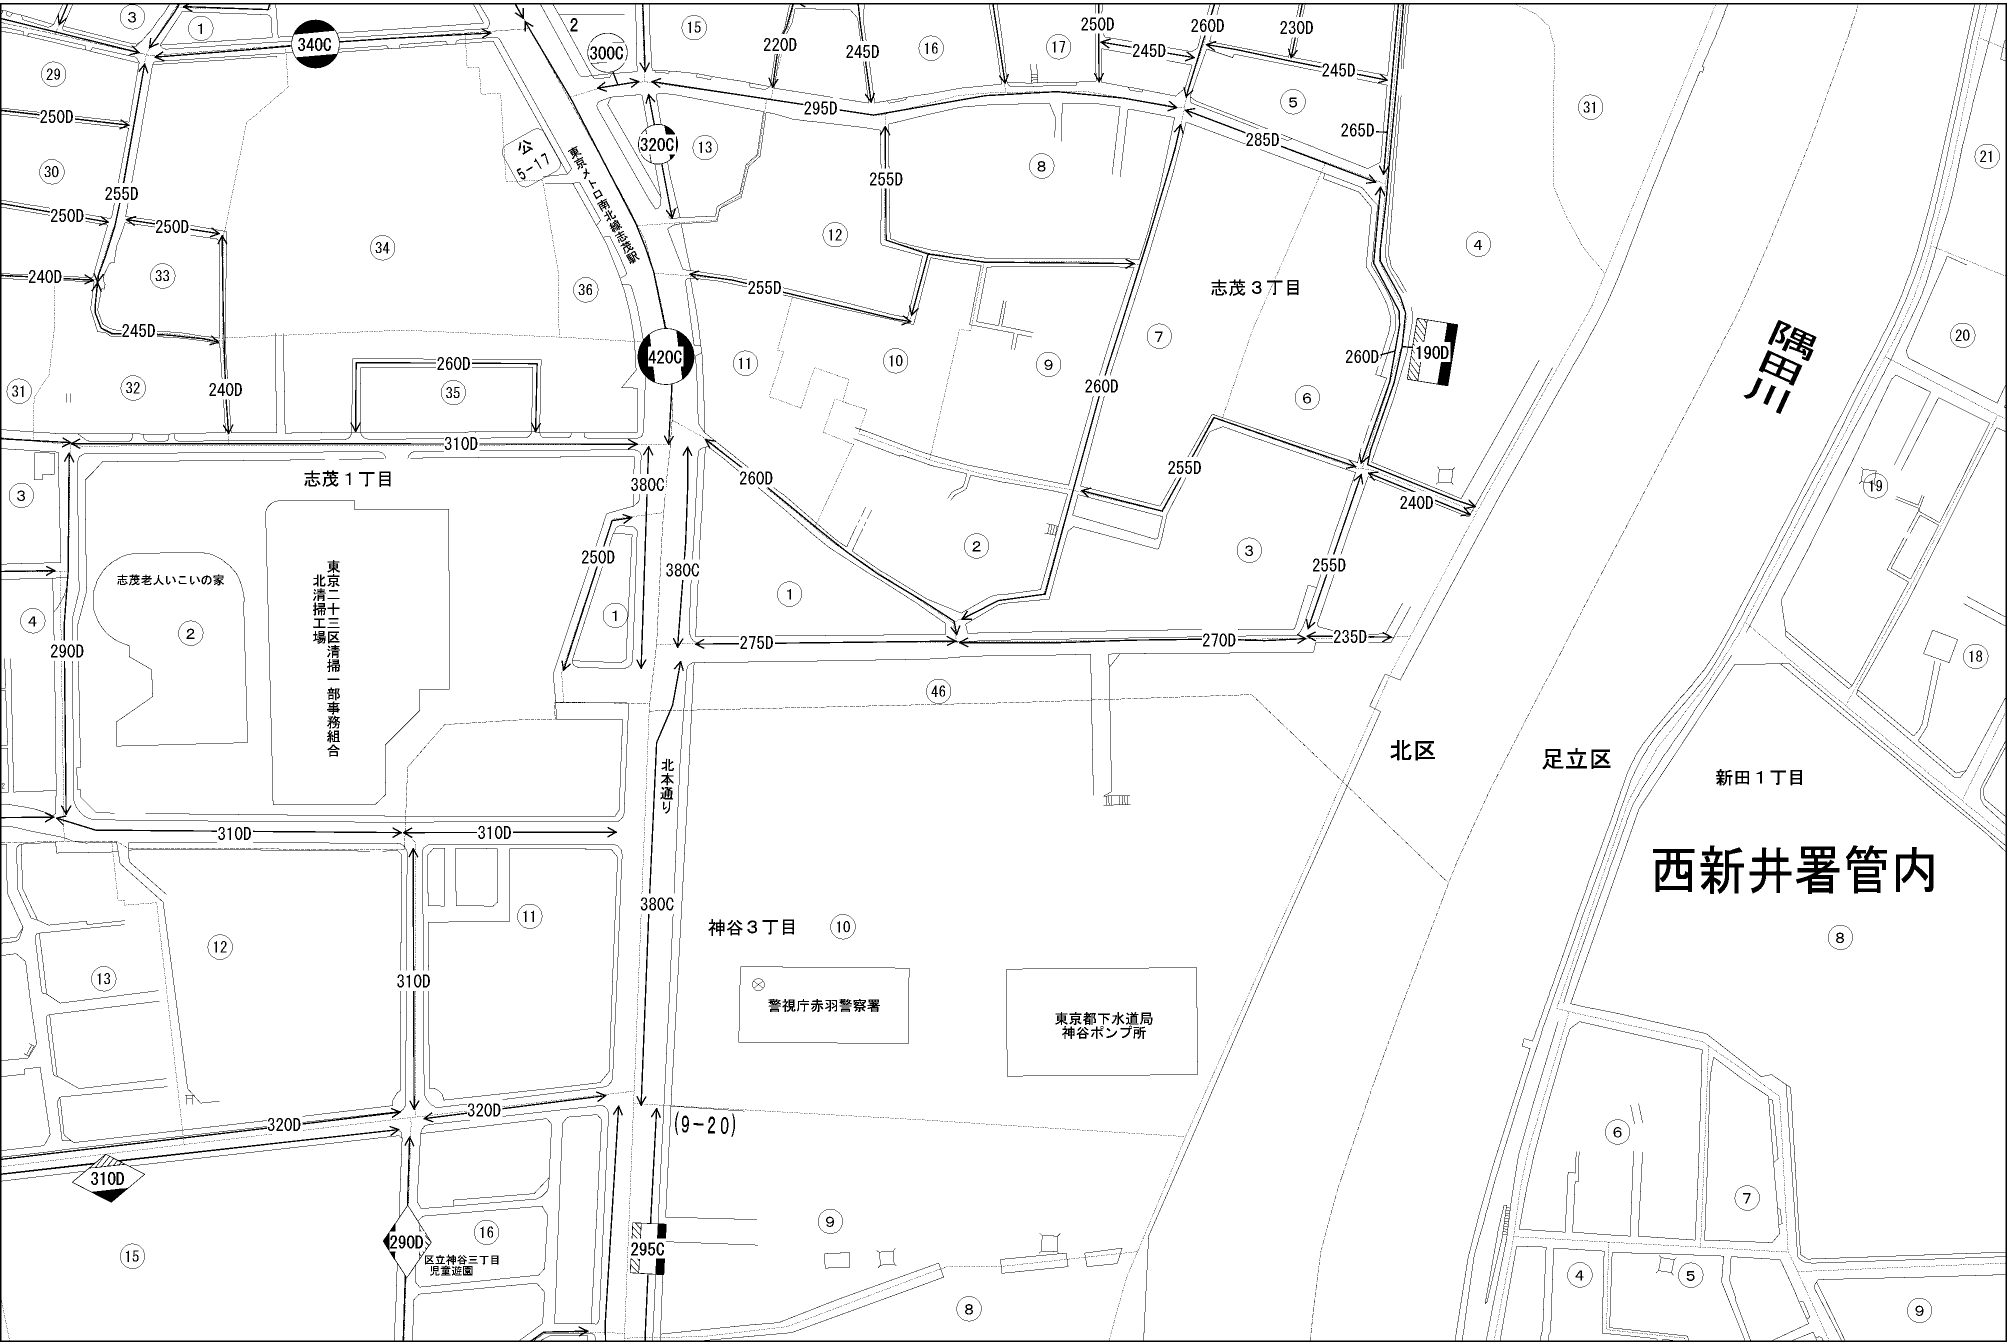 3
1
340C
2
300C
15
220D
245D
16
17
250D
245D
260D
230D
245D
5
31
29
250D
公
5-17
320C
13
295D
8
285D
265D
21
30
255D
250D
250D
東京メトロ南北線志茂駅
255D
12
34
4
240D
33
245D
36
255D
志茂3丁目
隅田川
420C
11
10
9
7
260D
190D
20
31
32
240D
260D
35
260D
6
310D
志茂1丁目
380C
260D
255D
240D
19
3
250D
380C
2
3
255D
志茂老人いこいの家
東京二十三区清掃一部事務組合
北清掃工場
4
2
290D
1
1
275D
270D
235D
18
46
北本通り
北区
足立区
新田1丁目
310D
310D
西新井署管内
380C
11
12
神谷3丁目
10
8
13
310D
警視庁赤羽警察署
東京都下水道局
神谷ポンプ所
320D
320D
(9-20)
6
310D
7
290D
16
区立神谷三丁目
児童遊園
295C
9
15
4
5
8
9